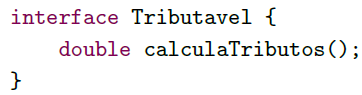 interface Tributavel {
    double calculaTributos();
}